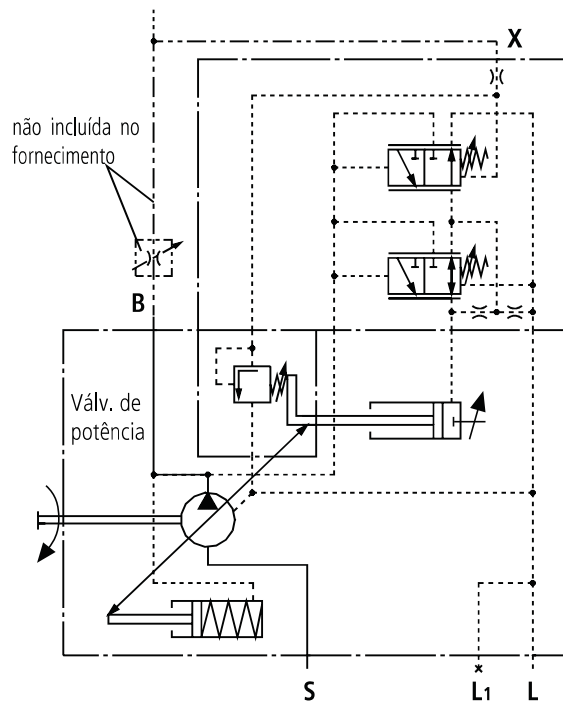 X
não incluída no
fornecimento
B
Válv. de
potência
S
L1
L